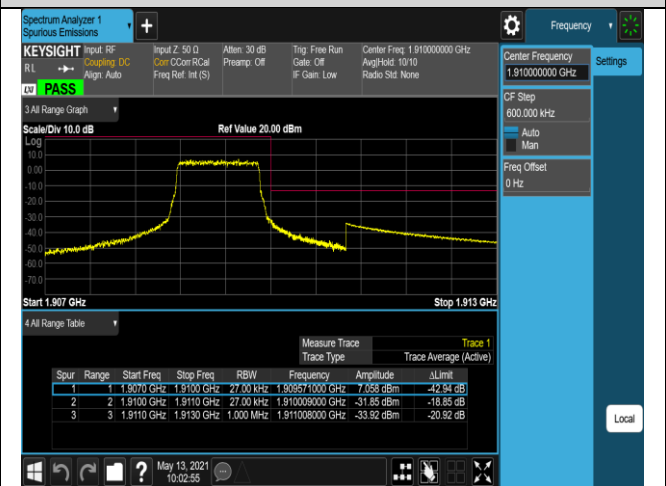 Spectrum Analyzer 1
Spurious Emissions
Frequency
KEYSIGHT
RL
LXI
PASS
Input: RF
Coupling: DC
Align: Auto
Input Z: 50 Ω
Corr CCorr RCal
Freq Ref: Int (S)
Atten: 30 dB
Preamp: Off
Trig: Free Run
Gate: Off
IF Gain: Low
Center Freq: 1.910000000 GHz
Avg|Hold: 10/10
Radio Std: None
3 All Range Graph
Scale/Div 10.0 dB
Ref Value 20.00 dBm
Log
10.0
0.00
-10.0
-20.0
-30.0
-40.0
-50.0
-60.0
-70.0
Start 1.907 GHz
Stop 1.913 GHz
4 All Range Table
Measure Trace Trace 1
Trace Type Trace Average (Active)
Spur Range Start Freq Stop Freq RBW Frequency Amplitude ΔLimit
1 1 1.9070 GHz 1.9100 GHz 27.00 kHz 1.909571000 GHz 7.058 dBm -42.94 dB
2 2 1.9100 GHz 1.9110 GHz 27.00 kHz 1.910009000 GHz -31.85 dBm -18.85 dB
3 3 1.9110 GHz 1.9130 GHz 1.000 MHz 1.911008000 GHz -33.92 dBm -20.92 dB
Center Frequency
1.910000000 GHz
CF Step
600.000 kHz
Auto
Man
Freq Offset
0 Hz
Settings
Local
?
May 13, 2021
10:02:55